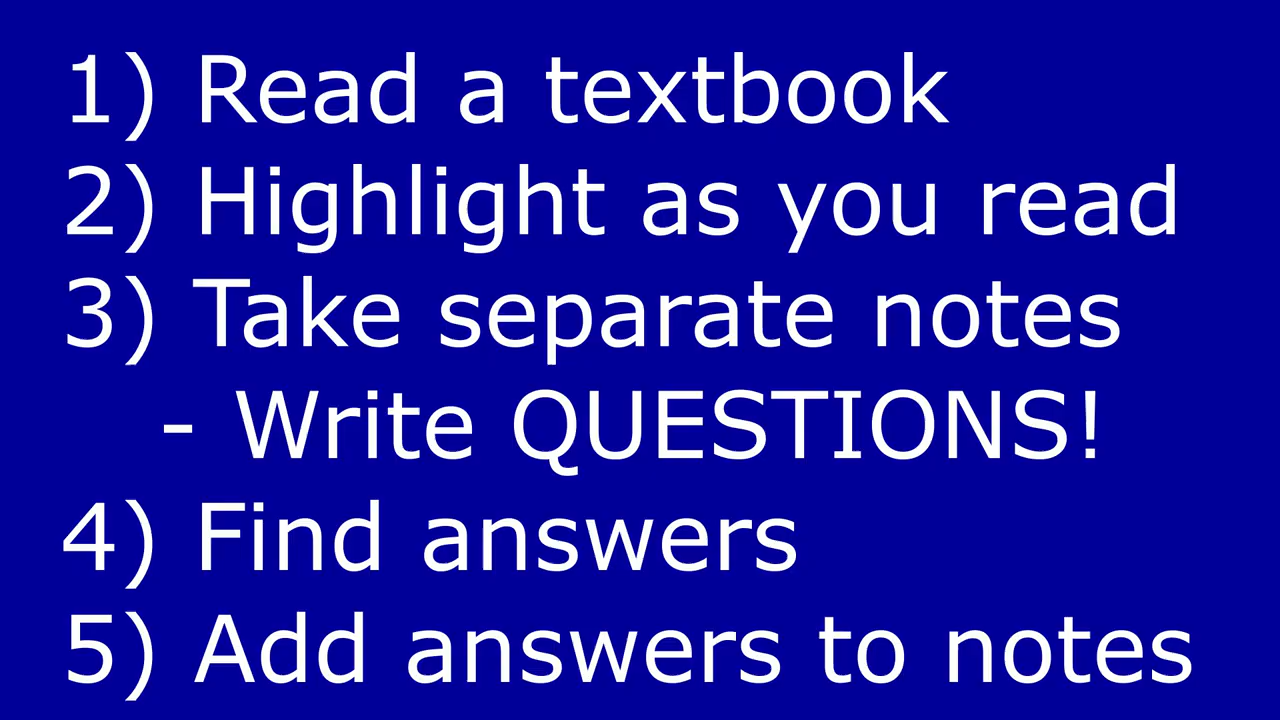 1) Read a textbook
2) Highlight as you read
3) Take separate notes
- Write QUESTIONS!
4) Find answers
5) Add answers to notes